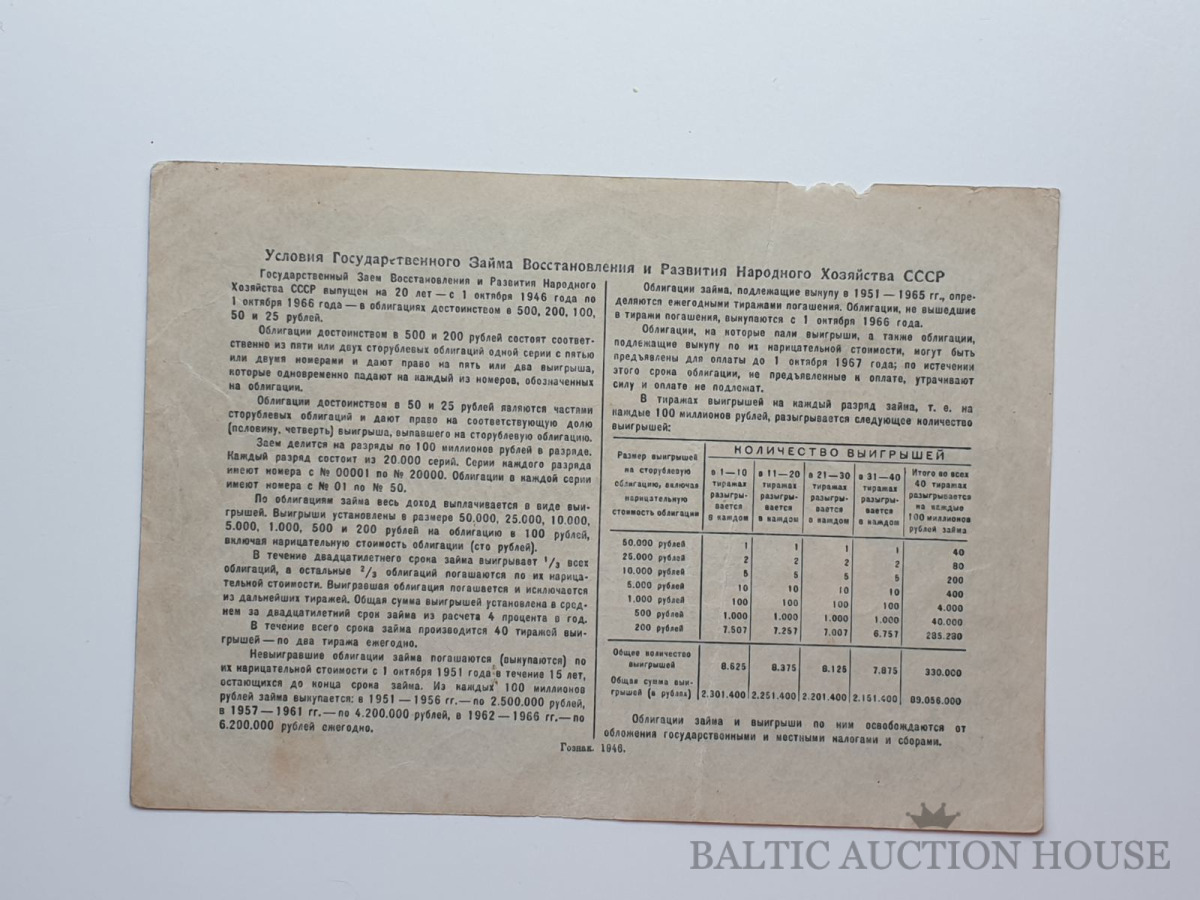 Условия Государственного Займа Восстановления и Развития Народного Хозяйства СССР
Государственный Заем Восстановления и Развития Народного
Хозяйства СССР выпущен на 20 лет — с 1 октября 1946 года по
1 октября 1966 года — в облигациях достоинством в 500, 200, 100,
50 и 25 рублей.
Облигации достоинством в 500 и 200 рублей состоят соответ-
ственно из пяти или двух сторублевых облигаций одной серии с пятью
или двумя номерами и дают право на пять или два выигрыша,
которые одновременно падают на каждый из номеров, обозначенных
на облигации.
Облигации достоинством в 50 и 25 рублей являются частями
сторублевых облигаций и дают право на соответствующую долю
(половину, четверть) выигрыша, выпавшего на сторублевую облигацию.
Заем делится на разряды по 100 миллионов рублей в разряде.
Каждый разряд состоит из 20.000 серий. Серии каждого разряда
имеют номера с № 00001 по № 20000. Облигации в каждой серии
имеют номера с № 01 по № 50.
По облигациям займа весь доход выплачивается в виде выи-
грышей. Выигрыши установлены в размере 50.000, 25.000, 10.000,
5.000, 1.000, 500 и 200 рублей на облигацию в 100 рублей,
включая нарицательную стоимость облигации (сто рублей).
В течение двадцатилетнего срока займа выигрывает 1/3 всех
облигаций, а остальные 2/3 облигаций погашаются по их нарица-
тельной стоимости. Выигравшая облигация погашается и исключается
из дальнейших тиражей. Общая сумма выигрышей установлена в сред-
нем за двадцатилетний срок займа из расчета 4 процента в год.
В течение всего срока займа производится 40 тиражей выи-
грышей — по два тиража ежегодно.
Невыигравшие облигации займа погашаются (выкупаются) по
их нарицательной стоимости с 1 октября 1951 года в течение 15 лет,
остающихся до конца срока займа. Из каждых 100 миллионов
рублей займа выкупается: в 1951 — 1956 гг. — по 2.500.000 рублей,
в 1957 — 1961 гг. — по 4.200.000 рублей, в 1962 — 1966 гг. — по
6.200.000 рублей ежегодно.
Облигации займа, подлежащие выкупу в 1951 — 1965 гг., опре-
деляются ежегодными тиражами погашения. Облигации, не вышедшие
в тиражи погашения, выкупаются с 1 октября 1966 года.
Облигации, на которые пали выигрыши, а также облигации,
подлежащие выкупу по их нарицательной стоимости, могут быть
предъявлены для оплаты до 1 октября 1967 года; по истечении
этого срока облигации, не предъявленные к оплате, утрачивают
силу и оплате не подлежат.
В тиражах выигрышей на каждый разряд займа, т. е. на
каждые 100 миллионов рублей, разыгрывается следующее количество
выигрышей:
Размер выигрышей
на сторублевую
облигацию, включая
нарицательную
стоимость облигации
КОЛИЧЕСТВО ВЫИГРЫШЕЙ
в 1—10
тиражах
разыгры-
вается
в каждом
в 11—20
тиражах
разыгры-
вается
в каждом
в 21—30
тиражах
разыгры-
вается
в каждом
в 31—40
тиражах
разыгры-
вается
в каждом
Итого во всех
40 тиражах
разыгрывается
на каждые
100 миллионов
рублей займа
50.000 рублей 1 1 1 1 40
25.000 рублей 2 2 2 2 80
10.000 рублей 5 5 5 5 200
5.000 рублей 10 10 10 10 400
1.000 рублей 100 100 100 100 4.000
500 рублей 1.000 1.000 1.000 1.000 40.000
200 рублей 7.507 7.257 7.007 6.757 285.280
Общее количество
выигрышей 8.625 8.375 8.125 7.875 330.000
Общая сумма выи-
грышей (в рублях) 2.301.400 2.251.400 2.201.400 2.151.400 89.056.000
Облигации займа и выигрыши по ним освобождаются от
обложения государственными и местными налогами и сборами.
Гознак. 1946.
BALTIC AUCTION HOUSE